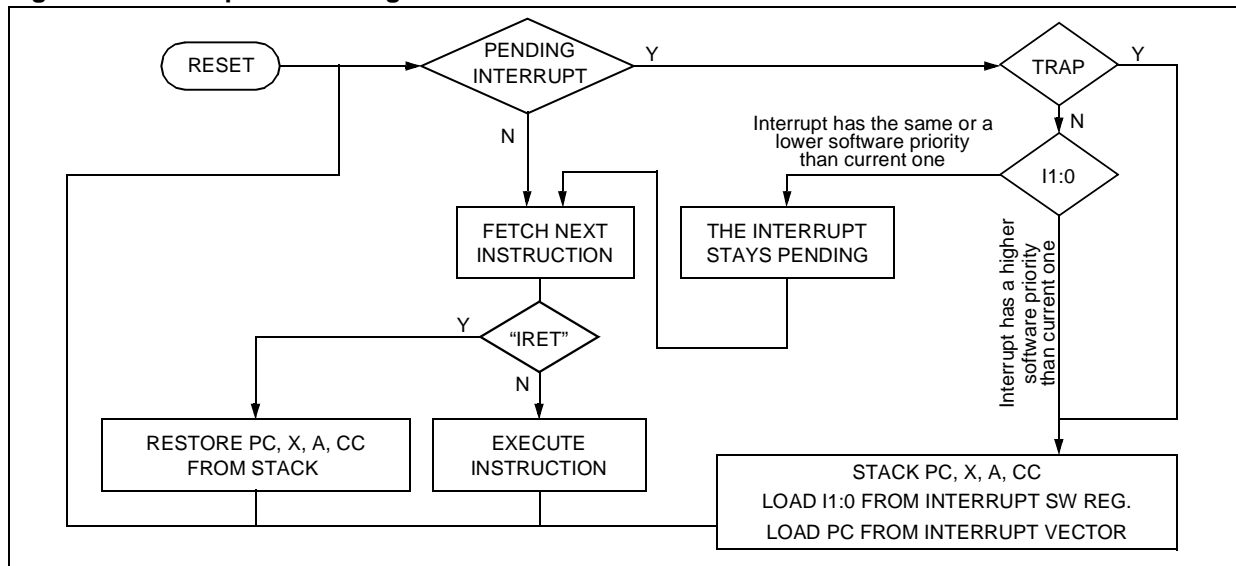 RESET
PENDING
INTERRUPT
Y
TRAP
Y
N
N
Interrupt has the same or a
lower software priority
than current one
I1:0
FETCH NEXT
INSTRUCTION
THE INTERRUPT
STAYS PENDING
Interrupt has a higher
software priority
than current one
Y
“IRET”
N
RESTORE PC, X, A, CC
FROM STACK
EXECUTE
INSTRUCTION
STACK PC, X, A, CC
LOAD I1:0 FROM INTERRUPT SW REG.
LOAD PC FROM INTERRUPT VECTOR